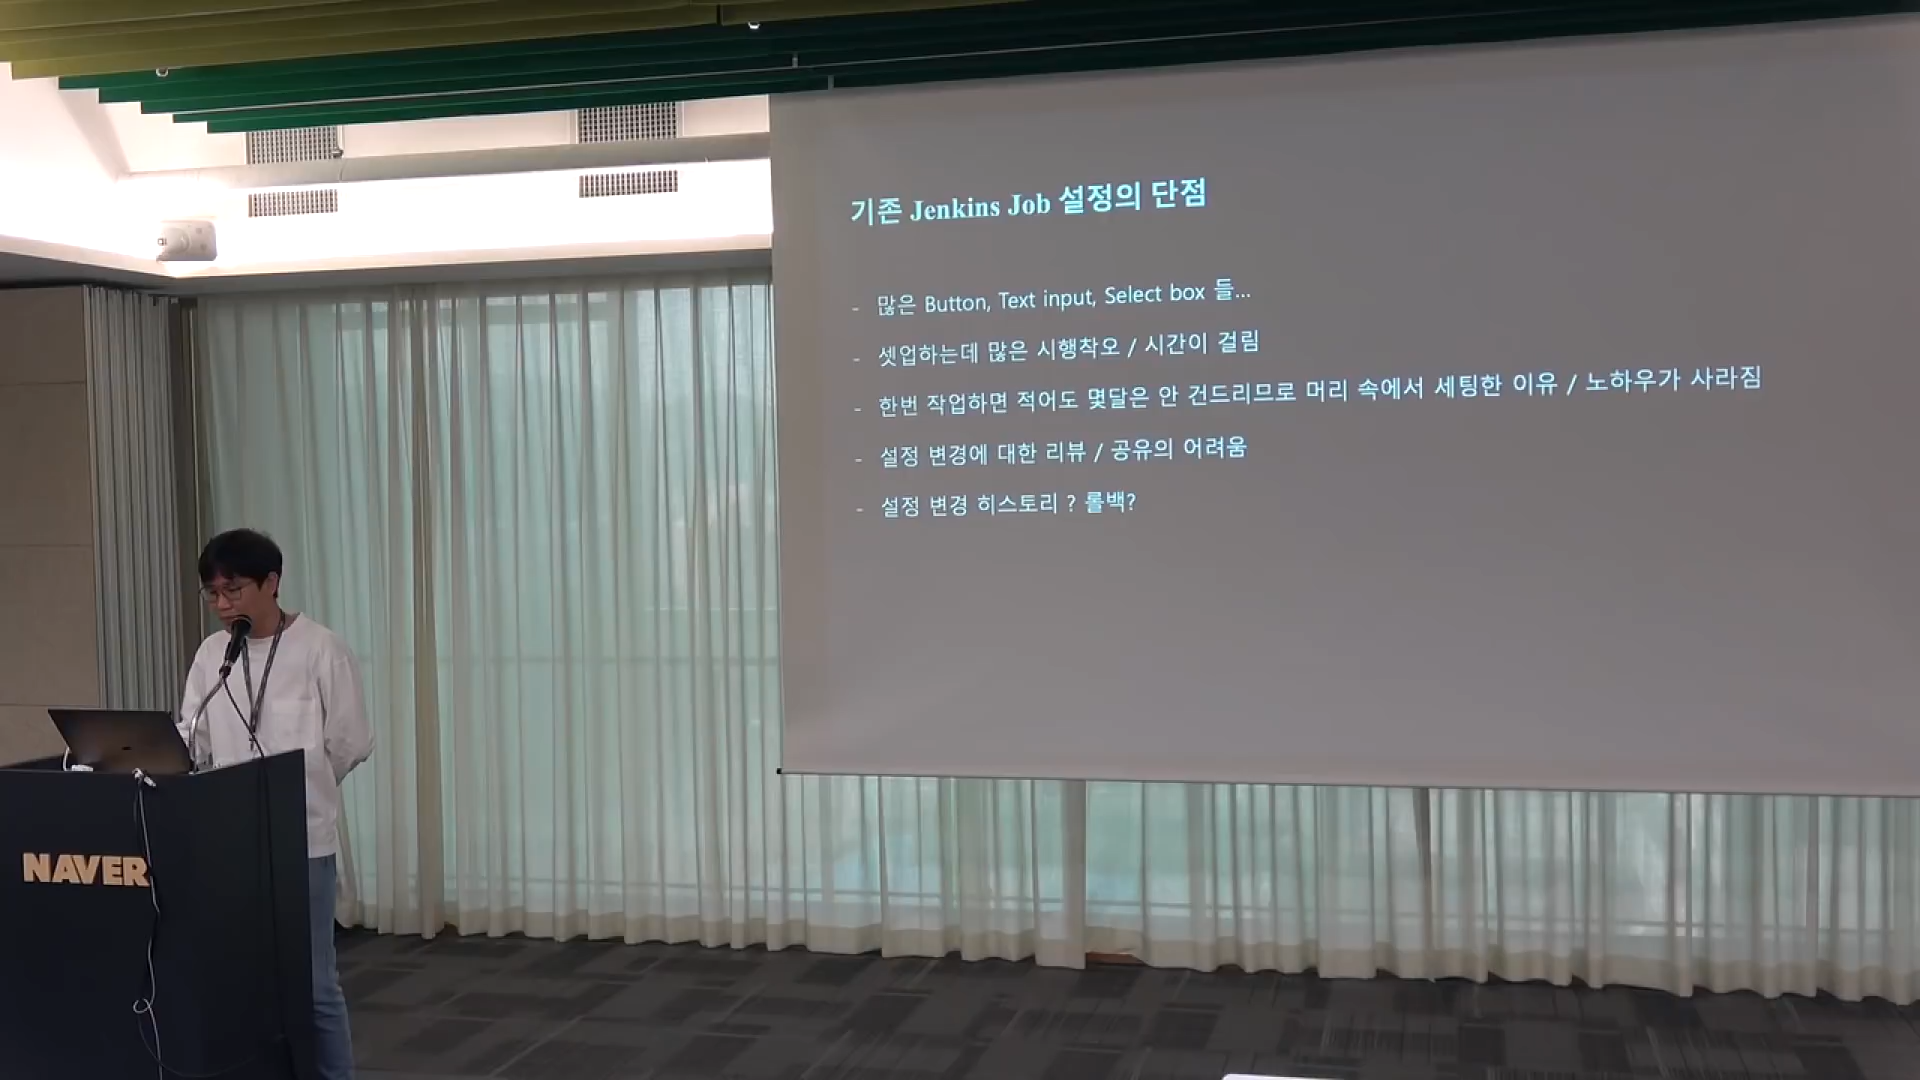 기존 Jenkins Job 설정의 단점
- 많은 Button, Text input, Select box 들...
- 셋업하는데 많은 시행착오 / 시간이 걸림
- 한번 작업하면 적어도 몇달은 안 건드리므로 머리 속에서 세팅한 이유 / 노하우가 사라짐
- 설정 변경에 대한 리뷰 / 공유의 어려움
- 설정 변경 히스토리 ? 롤백?
NAVER